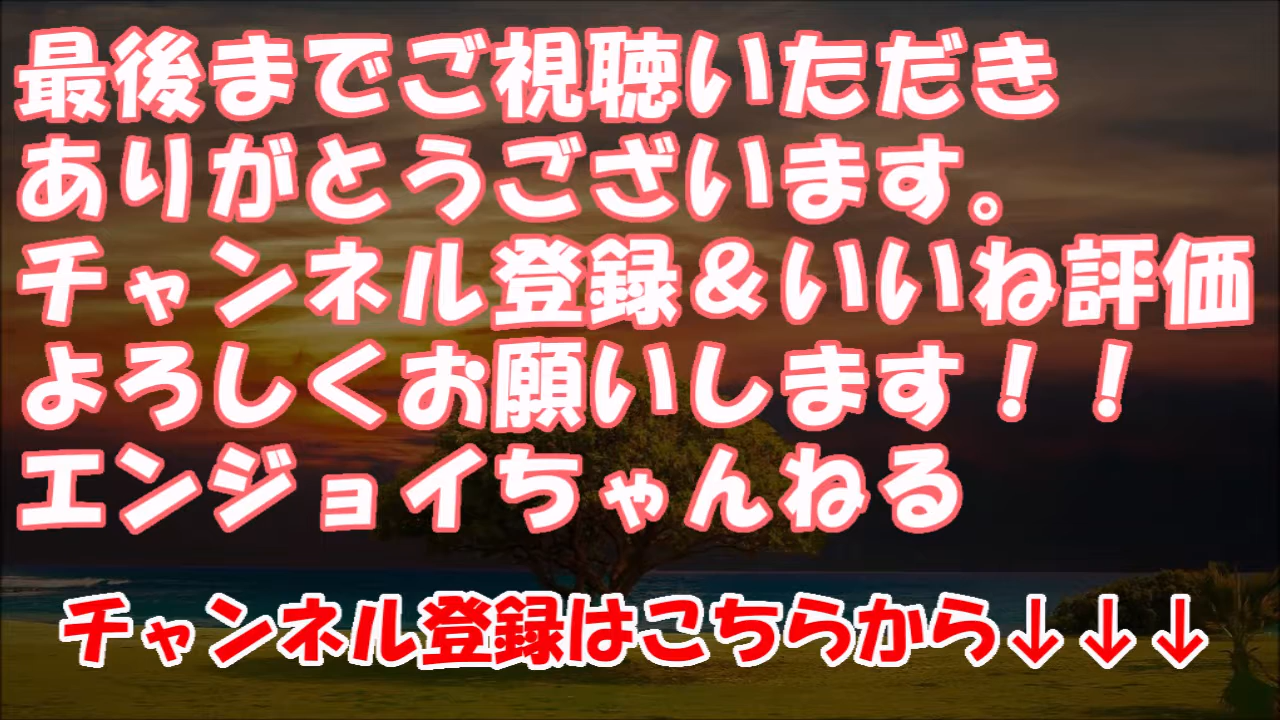 最後までご視聴いただき
ありがとうございます。
チャンネル登録＆いいね評価
よろしくお願いします！！
エンジョイちゃんねる
チャンネル登録はこちらから↓↓↓